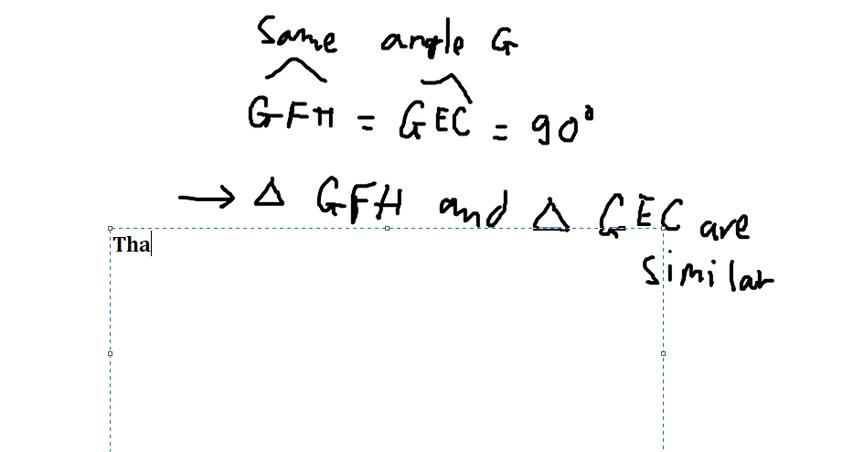 Same angle G
GFH = GEC = 90°
→ △ GFH and △ GEC are
similar
Tha